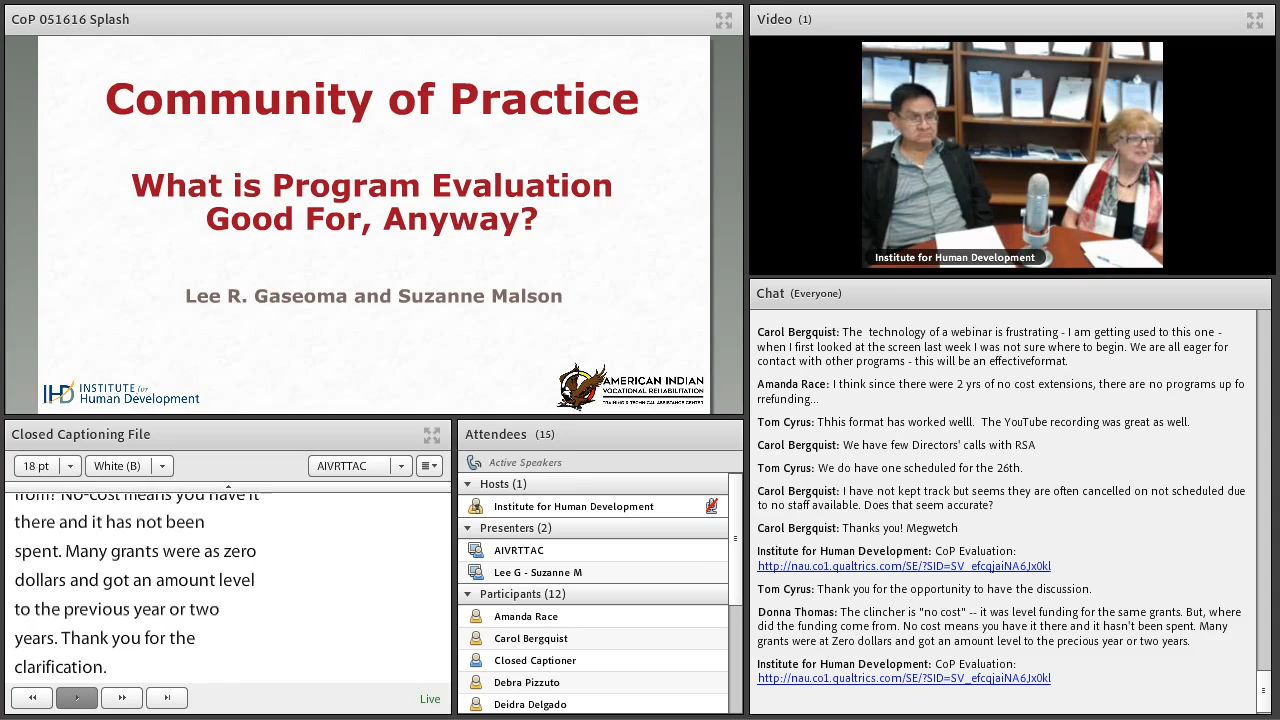 CoP 051616 Splash
Community of Practice
What is Program Evaluation
Good For, Anyway?
Lee R. Gaseoma and Suzanne Malson
IHD INSTITUTE for
Human Development
AMERICAN INDIAN
VOCATIONAL REHABILITATION
TRAINING & TECHNICAL ASSISTANCE CENTER
Video (1)
Institute for Human Development
Closed Captioning File
18 pt
White (B)
AIVRTTAC
from? No-cost means you have it
there and it has not been
spent. Many grants were as zero
dollars and got an amount level
to the previous year or two
years. Thank you for the
clarification.
Live
Attendees (15)
Active Speakers
Hosts (1)
Institute for Human Development
Presenters (2)
AIVRTTAC
Lee G - Suzanne M
Participants (12)
Amanda Race
Carol Bergquist
Closed Captioner
Debra Pizzuto
Deidra Delgado
Chat (Everyone)
Carol Bergquist: The technology of a webinar is frustrating - I am getting used to this one -
when I first looked at the screen last week I was not sure where to begin. We are all eager for
contact with other programs - this will be an effectiveformat.
Amanda Race: I think since there were 2 yrs of no cost extensions, there are no programs up fo
rrefunding...
Tom Cyrus: Thhis format has worked welll. The YouTube recording was great as well.
Carol Bergquist: We have few Directors' calls with RSA
Tom Cyrus: We do have one scheduled for the 26th.
Carol Bergquist: I have not kept track but seems they are often cancelled on not scheduled due
to no staff available. Does that seem accurate?
Carol Bergquist: Thanks you! Megwetch
Institute for Human Development: CoP Evaluation:
http://nau.co1.qualtrics.com/SE/?SID=SV_efcqjaiNA6Jx0kl
Tom Cyrus: Thank you for the opportunity to have the discussion.
Donna Thomas: The clincher is "no cost" -- it was level funding for the same grants. But, where
did the funding come from. No cost means you have it there and it hasn't been spent. Many
grants were at Zero dollars and got an amount level to the precious year or two years.
Institute for Human Development: CoP Evaluation:
http://nau.co1.qualtrics.com/SE/?SID=SV_efcqjaiNA6Jx0kl